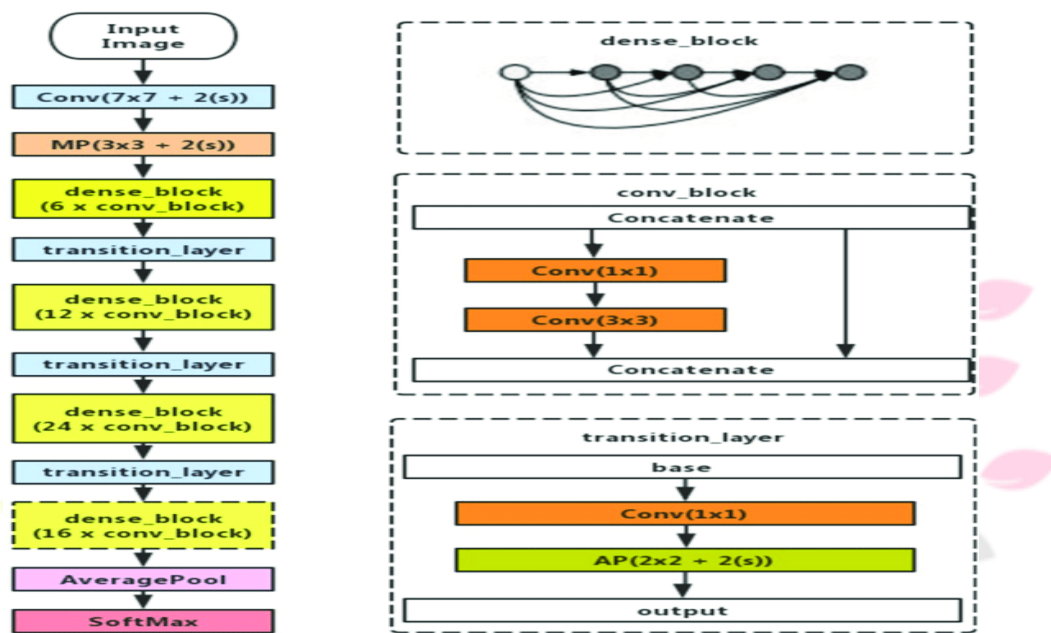 Input
Image
Conv(7x7 + 2(s))
MP(3x3 + 2(s))
dense_block
(6 x conv_block)
transition_layer
dense_block
(12 x conv_block)
transition_layer
dense_block
(24 x conv_block)
transition_layer
dense_block
(16 x conv_block)
AveragePool
SoftMax
dense_block
conv_block
Concatenate
Conv(1x1)
Conv(3x3)
Concatenate
transition_layer
base
Conv(1x1)
AP(2x2 + 2(s))
output